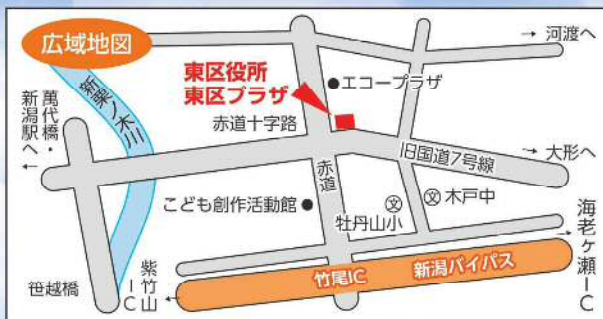 広域地図
→ 河渡へ
新栗ノ木川
東区役所
東区プラザ
エコープラザ
萬代橋・
新潟駅へ
←
赤道十字路
旧国道7号線
→ 大形へ
赤道
こども創作活動館
文
牡丹山小
文 木戸中
海老ヶ瀬IC
→
笹越橋
紫竹山IC
←
竹尾IC
新潟バイパス